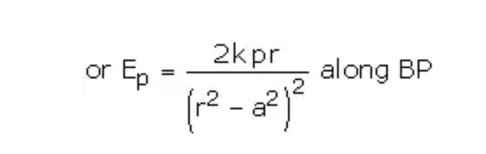 or Eₚ = 2kpr / (r² – a²)² along BP